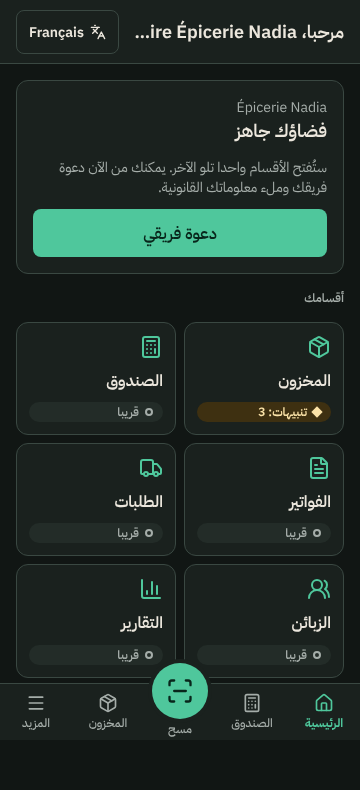 مرحبا، ire Épicerie Nadia...
Français
Épicerie Nadia
فضاؤك جاهز
ستُفتح الأقسام واحدا تلو الآخر. يمكنك من الآن دعوة
فريقك وملء معلوماتك القانونية.
دعوة فريقي
أقسامك
المخزون
تنبيهات: 3
الصندوق
قريبا
الفواتير
قريبا
الطلبات
قريبا
الزبائن
قريبا
التقارير
قريبا
الرئيسية
الصندوق
مسح
المخزون
المزيد